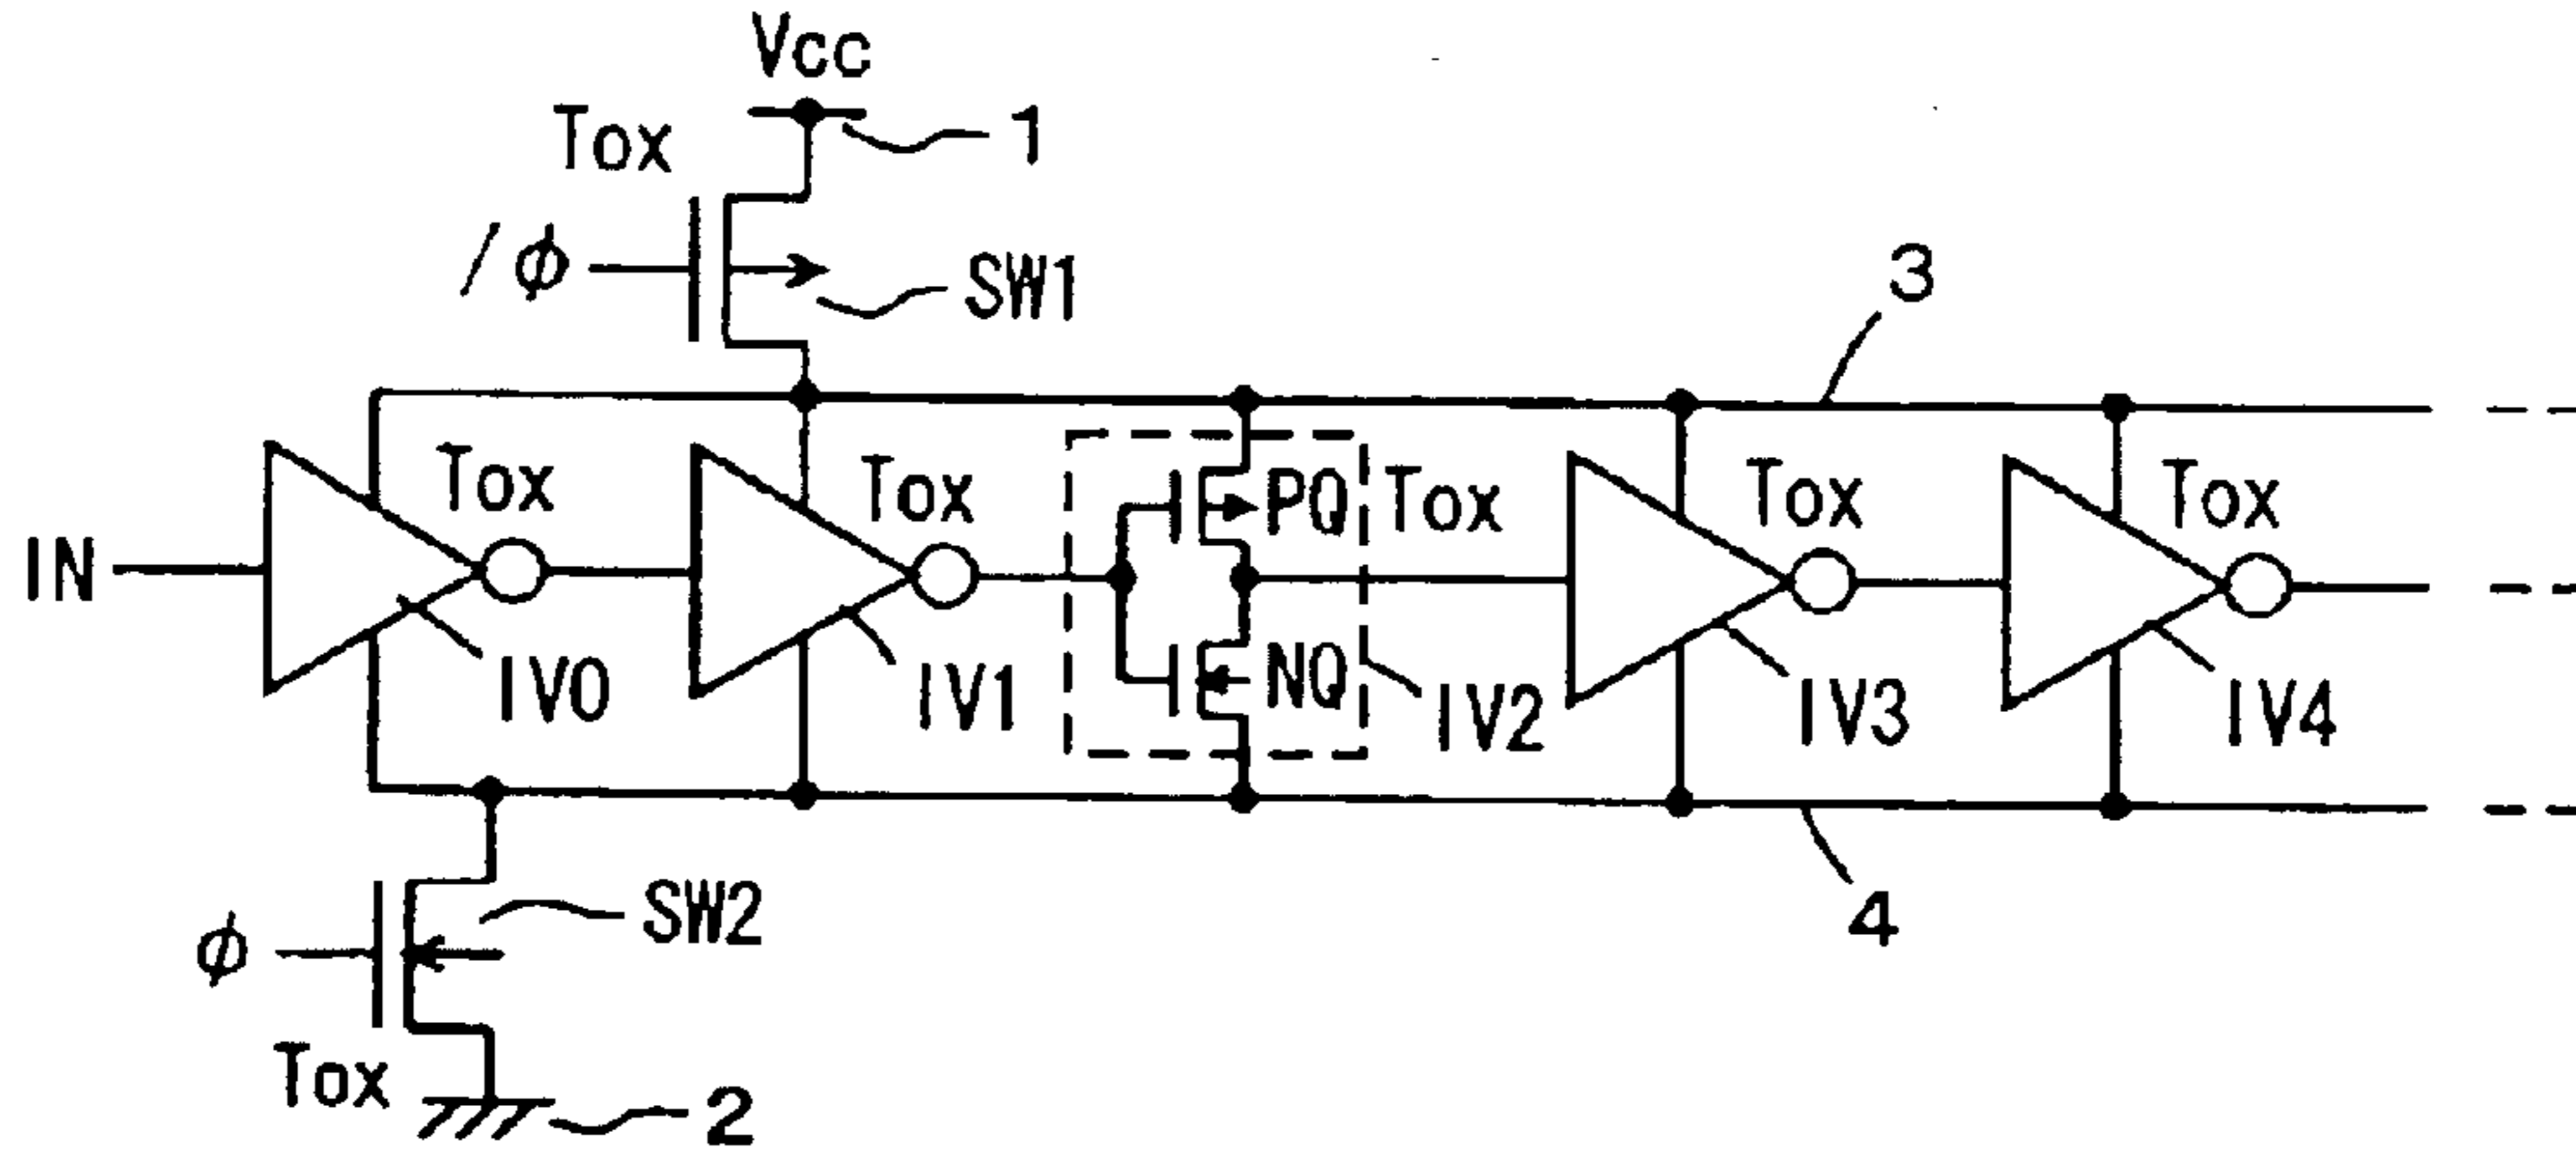 Vcc
Tox
1
/φ
SW1
3
IN
Tox
Tox
PQ
Tox
Tox
Tox
IV0
IV1
NQ
IV2
IV3
IV4
φ
SW2
4
Tox
2